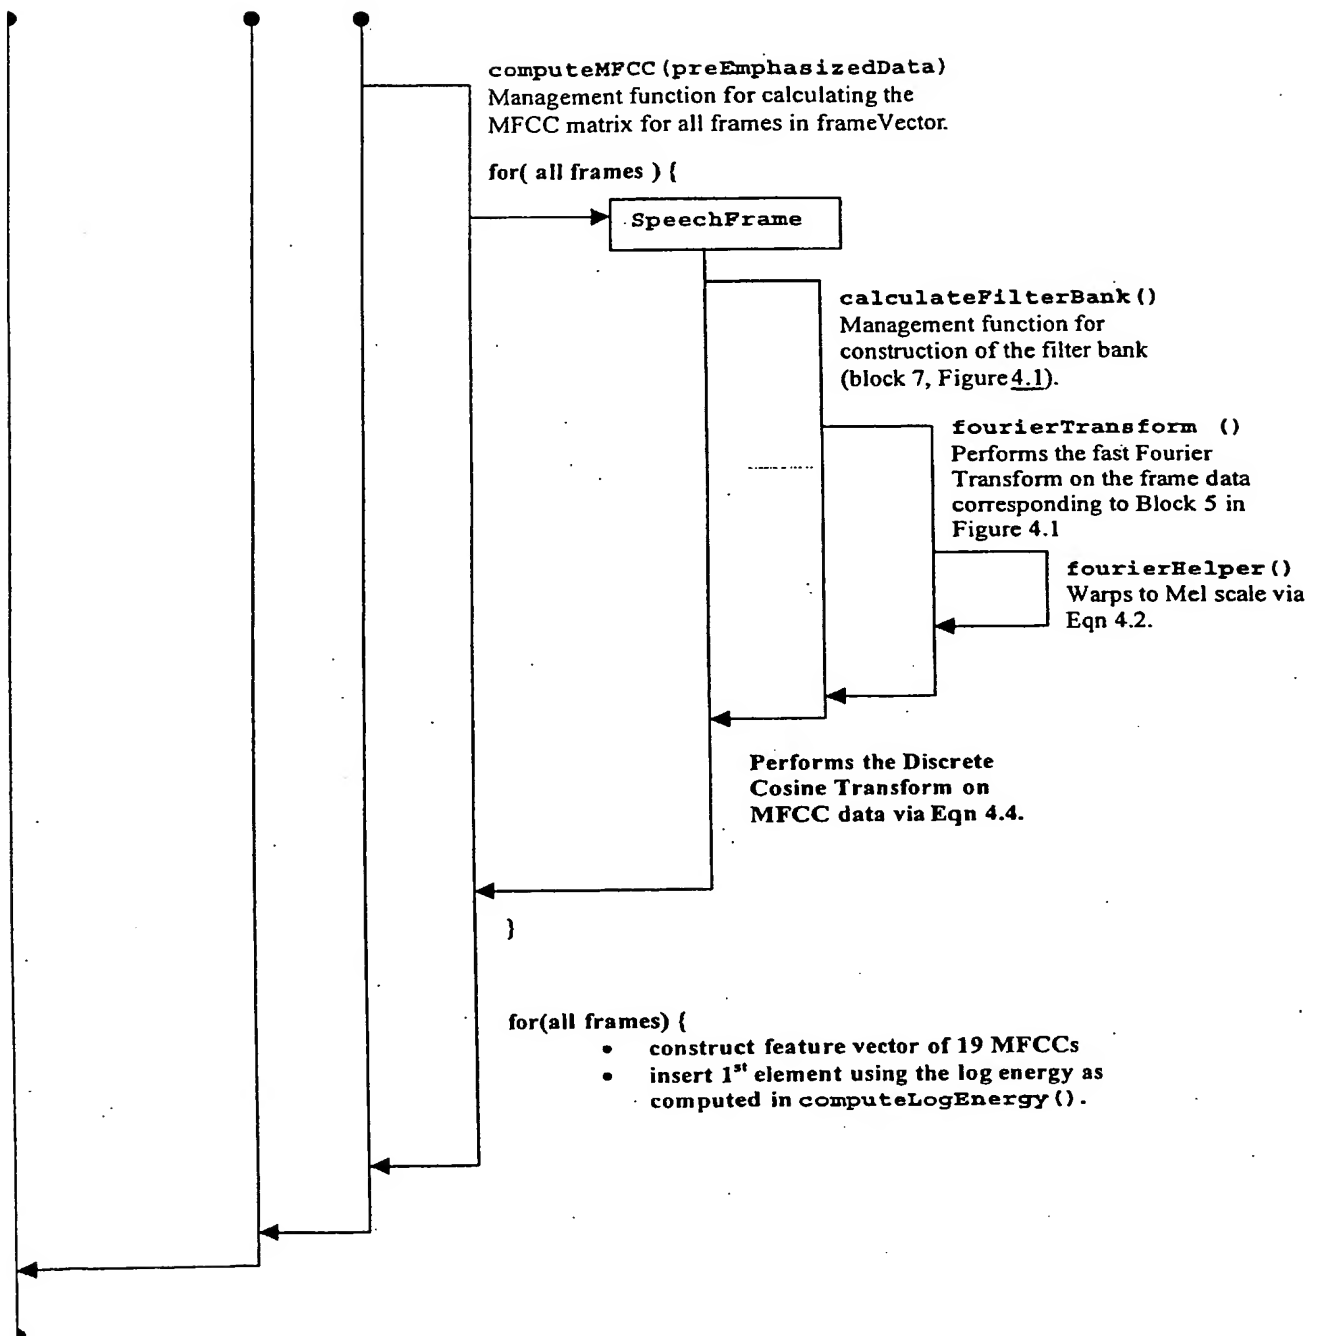 computeMFCC(preEmphasizedData)
Management function for calculating the
MFCC matrix for all frames in frameVector.
for( all frames ) {
SpeechFrame
calculateFilterBank()
Management function for
construction of the filter bank
(block 7, Figure 4.1).
fourierTransform ()
Performs the fast Fourier
Transform on the frame data
corresponding to Block 5 in
Figure 4.1
fourierHelper()
Warps to Mel scale via
Eqn 4.2.
Performs the Discrete
Cosine Transform on
MFCC data via Eqn 4.4.
}
for(all frames) {
• construct feature vector of 19 MFCCs
• insert 1st element using the log energy as
computed in computeLogEnergy().